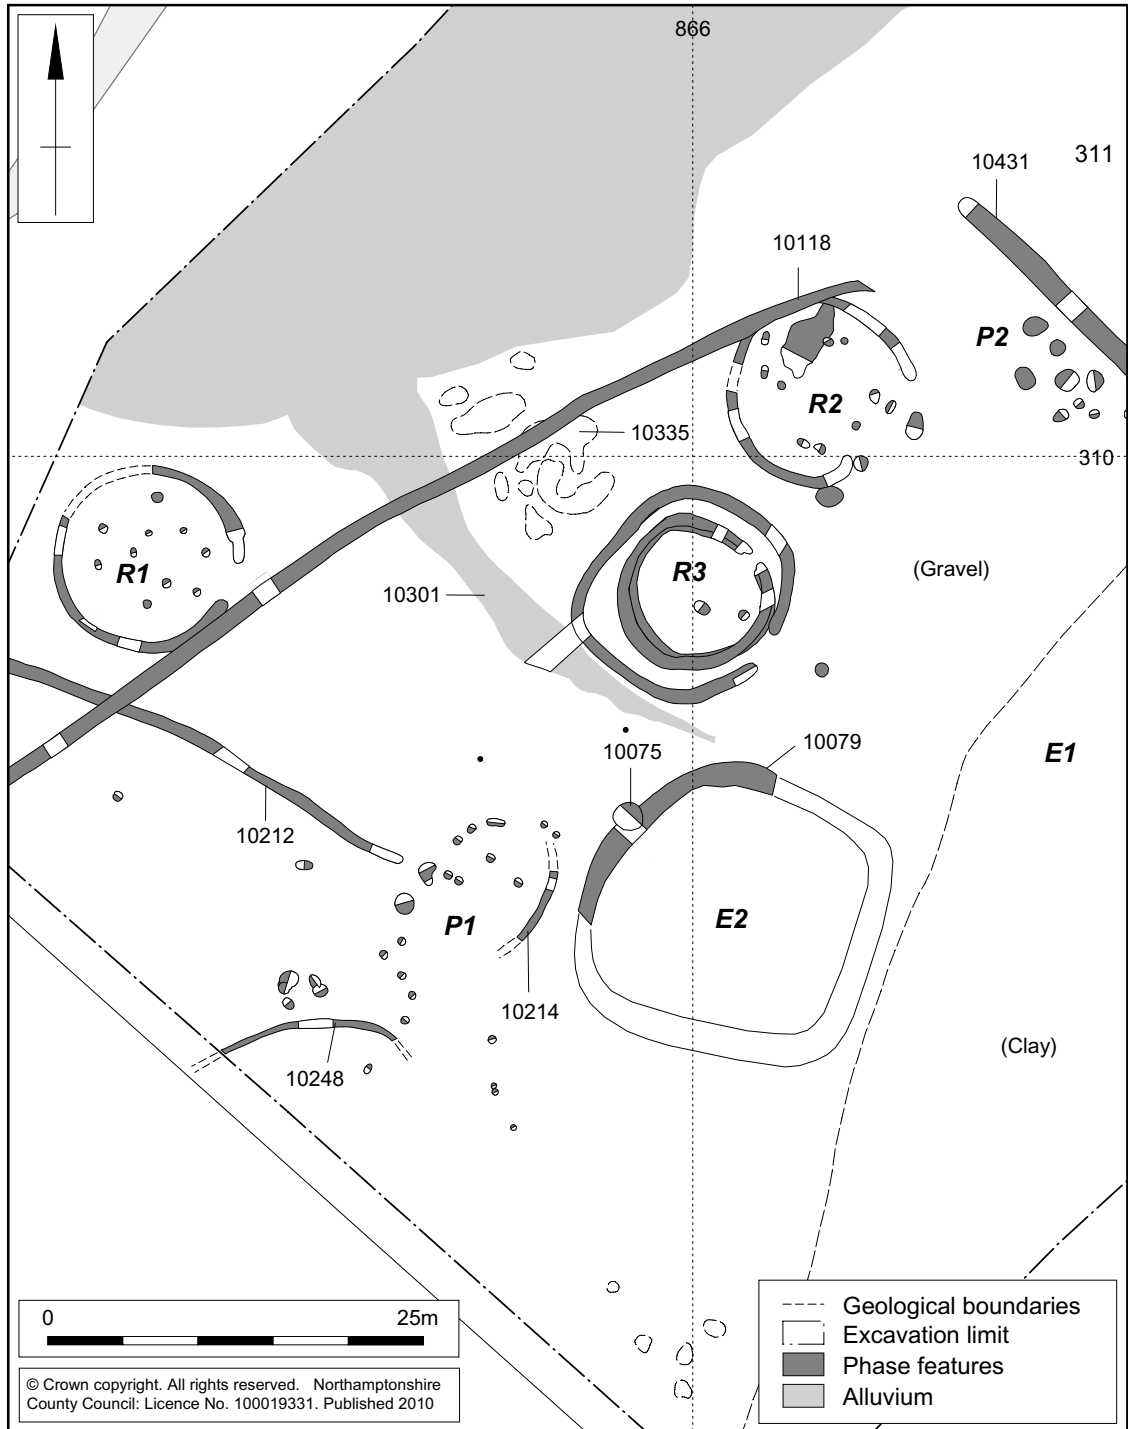 866
311
10431
10118
P2
R2
10335
310
R1
R3
(Gravel)
10301
E1
10075
10079
10212
P1
E2
10214
(Clay)
10248
0 25m
© Crown copyright. All rights reserved. Northamptonshire
County Council: Licence No. 100019331. Published 2010
Geological boundaries
Excavation limit
Phase features
Alluvium